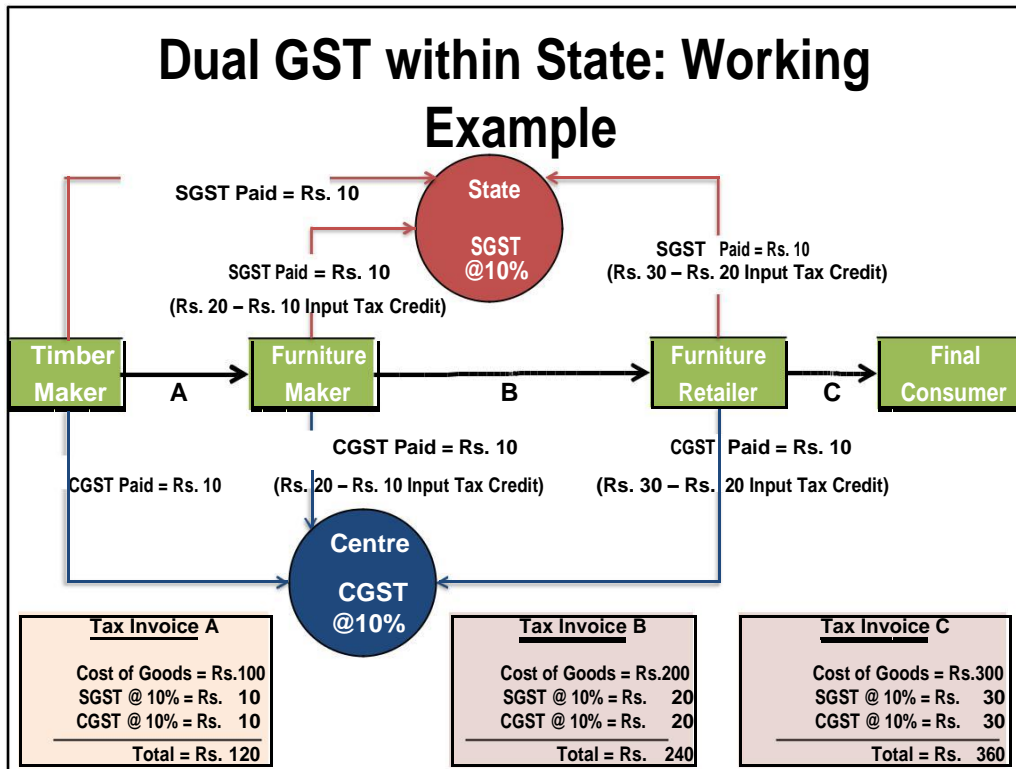 Dual GST within State: Working
Example
State
SGST
@10%
SGST Paid = Rs. 10
SGST Paid = Rs. 10
(Rs. 20 – Rs. 10 Input Tax Credit)
SGST Paid = Rs. 10
(Rs. 30 – Rs. 20 Input Tax Credit)
Timber
Maker
A
Furniture
Maker
B
Furniture
Retailer
C
Final
Consumer
CGST Paid = Rs. 10
CGST Paid = Rs. 10
(Rs. 20 – Rs. 10 Input Tax Credit)
CGST Paid = Rs. 10
(Rs. 30 – Rs. 20 Input Tax Credit)
Centre
CGST
@10%
Tax Invoice A
Cost of Goods = Rs.100
SGST @ 10% = Rs. 10
CGST @ 10% = Rs. 10
Total = Rs. 120
Tax Invoice B
Cost of Goods = Rs.200
SGST @ 10% = Rs. 20
CGST @ 10% = Rs. 20
Total = Rs. 240
Tax Invoice C
Cost of Goods = Rs.300
SGST @ 10% = Rs. 30
CGST @ 10% = Rs. 30
Total = Rs. 360